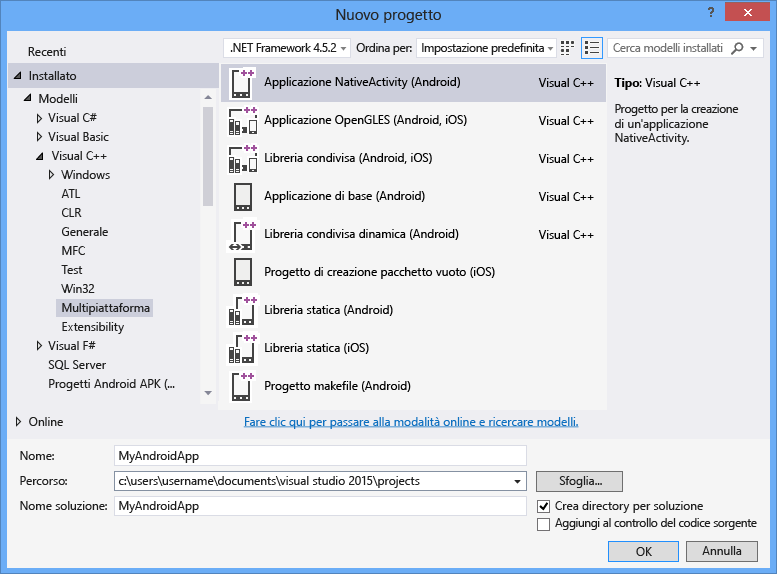 Nuovo progetto
?
Recenti
.NET Framework 4.5.2
Ordina per:
Impostazione predefinita
Cerca modelli installati
Installato
Modelli
Visual C#
Visual Basic
Visual C++
Windows
ATL
CLR
Generale
MFC
Test
Win32
Multipiattaforma
Extensibility
Visual F#
SQL Server
Progetti Android APK (...
Online
Applicazione NativeActivity (Android) Visual C++
Applicazione OpenGLES (Android, iOS) Visual C++
Libreria condivisa (Android, iOS) Visual C++
Applicazione di base (Android) Visual C++
Libreria condivisa dinamica (Android) Visual C++
Progetto di creazione pacchetto vuoto (iOS)
Libreria statica (Android)
Libreria statica (iOS)
Progetto makefile (Android)
Fare clic qui per passare alla modalità online e ricercare modelli.
Tipo: Visual C++
Progetto per la creazione
di un'applicazione
NativeActivity.
Nome: MyAndroidApp
Percorso: c:\users\username\documents\visual studio 2015\projects
Sfoglia...
Nome soluzione: MyAndroidApp
Crea directory per soluzione
Aggiungi al controllo del codice sorgente
OK
Annulla